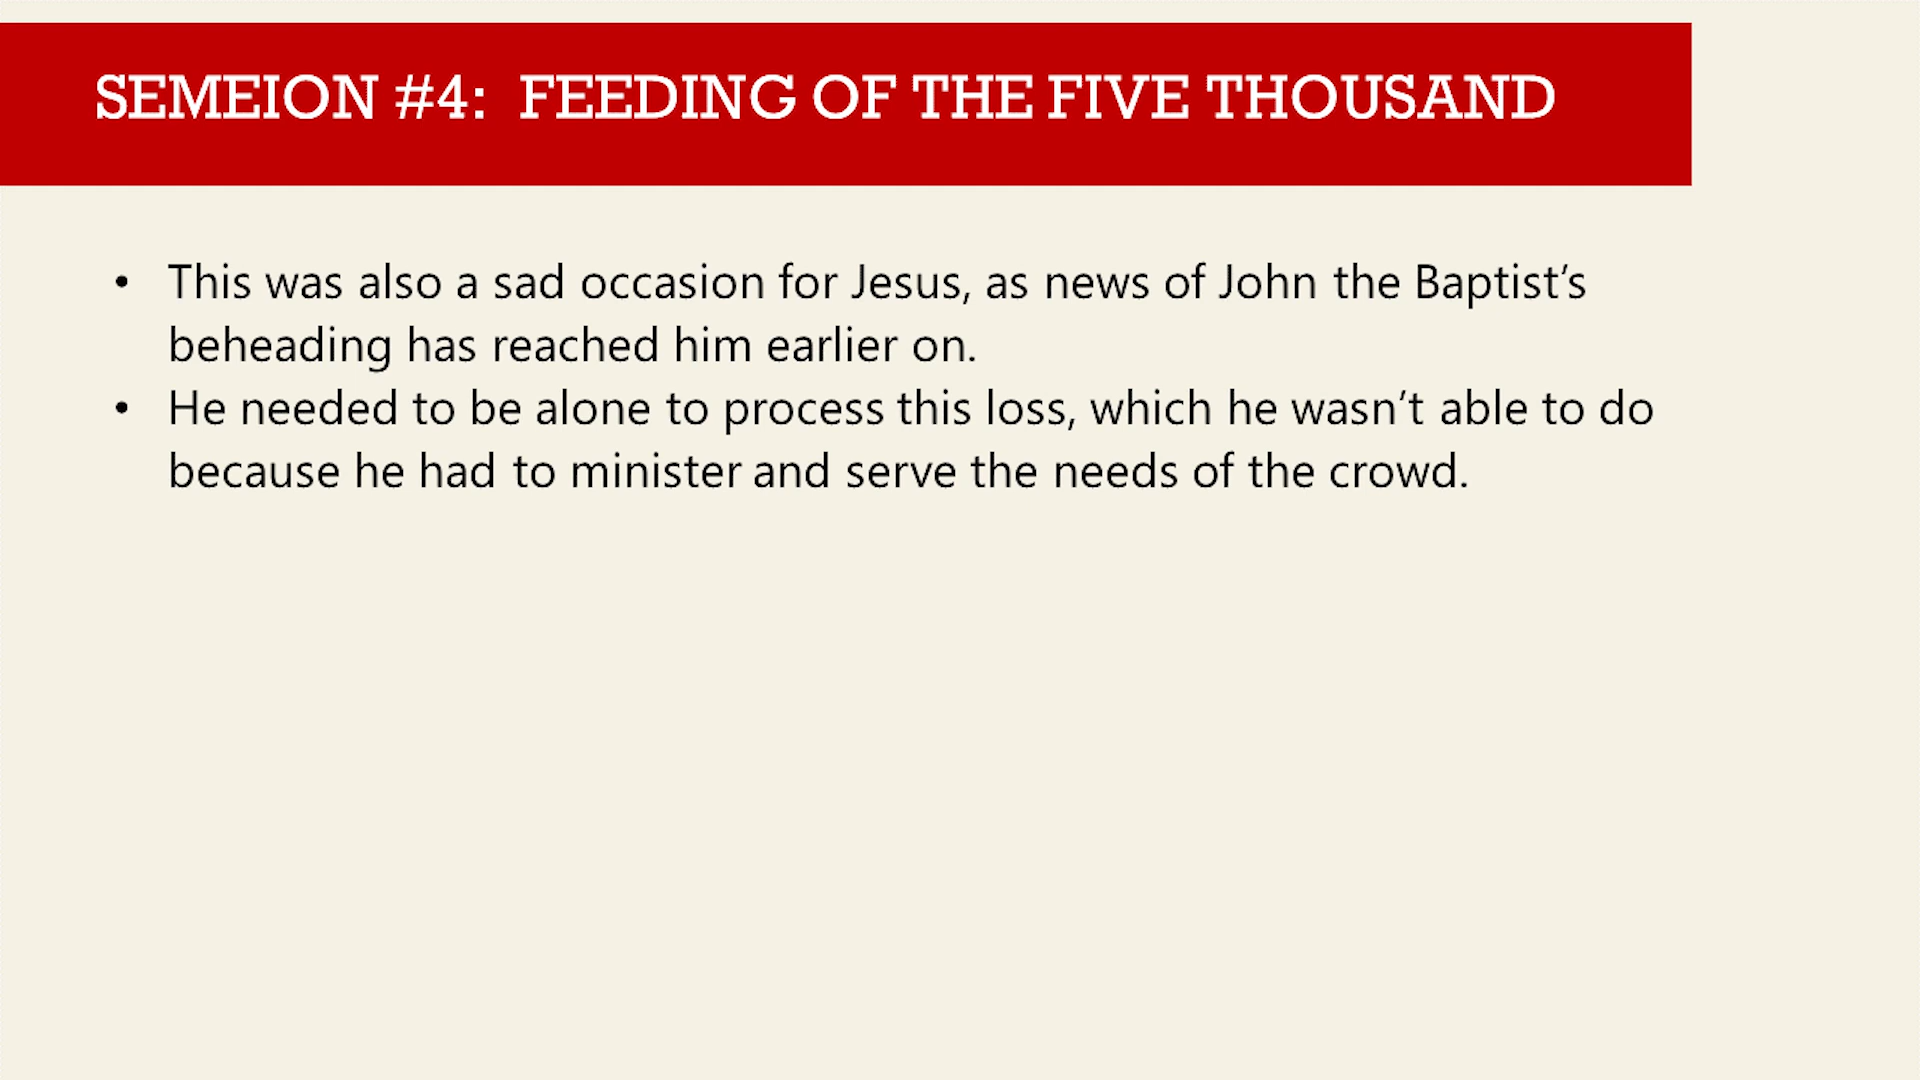 SEMEION #4: FEEDING OF THE FIVE THOUSAND
• This was also a sad occasion for Jesus, as news of John the Baptist’s
beheading has reached him earlier on.
• He needed to be alone to process this loss, which he wasn’t able to do
because he had to minister and serve the needs of the crowd.